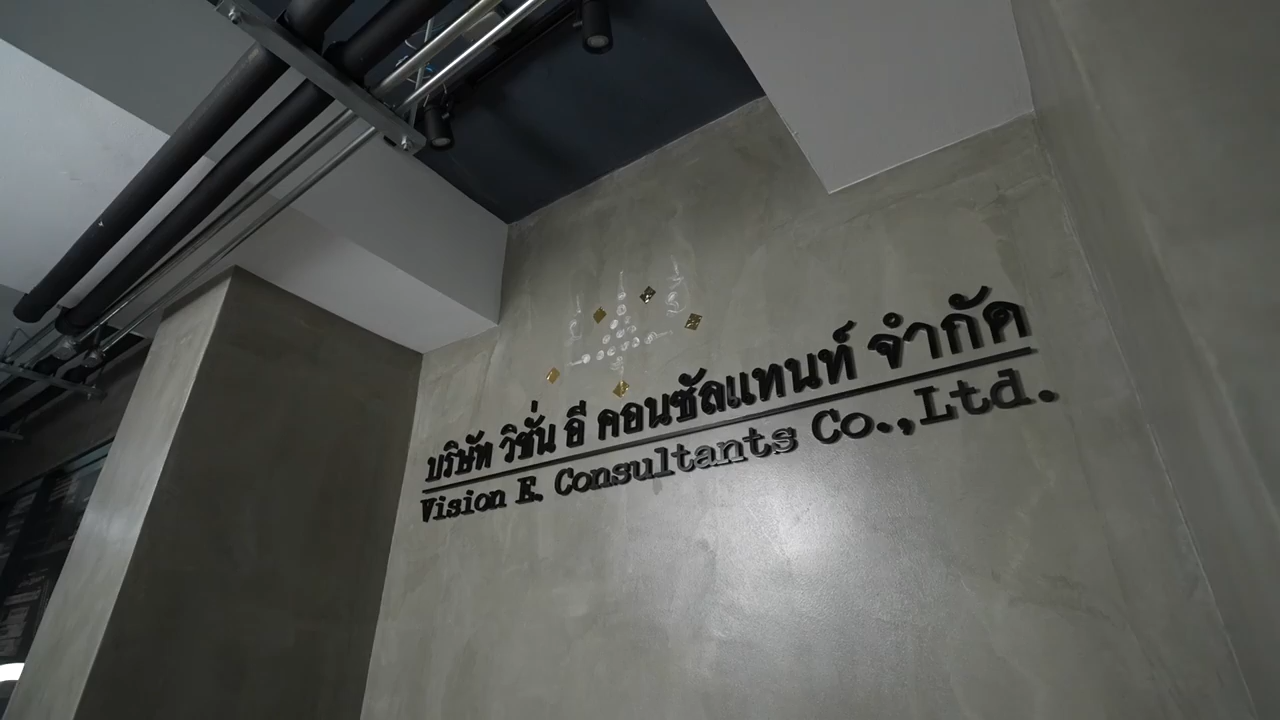 บริษัท วิชั่น อี คอนซัลแทนท์ จำกัด
Vision E. Consultants Co.,Ltd.